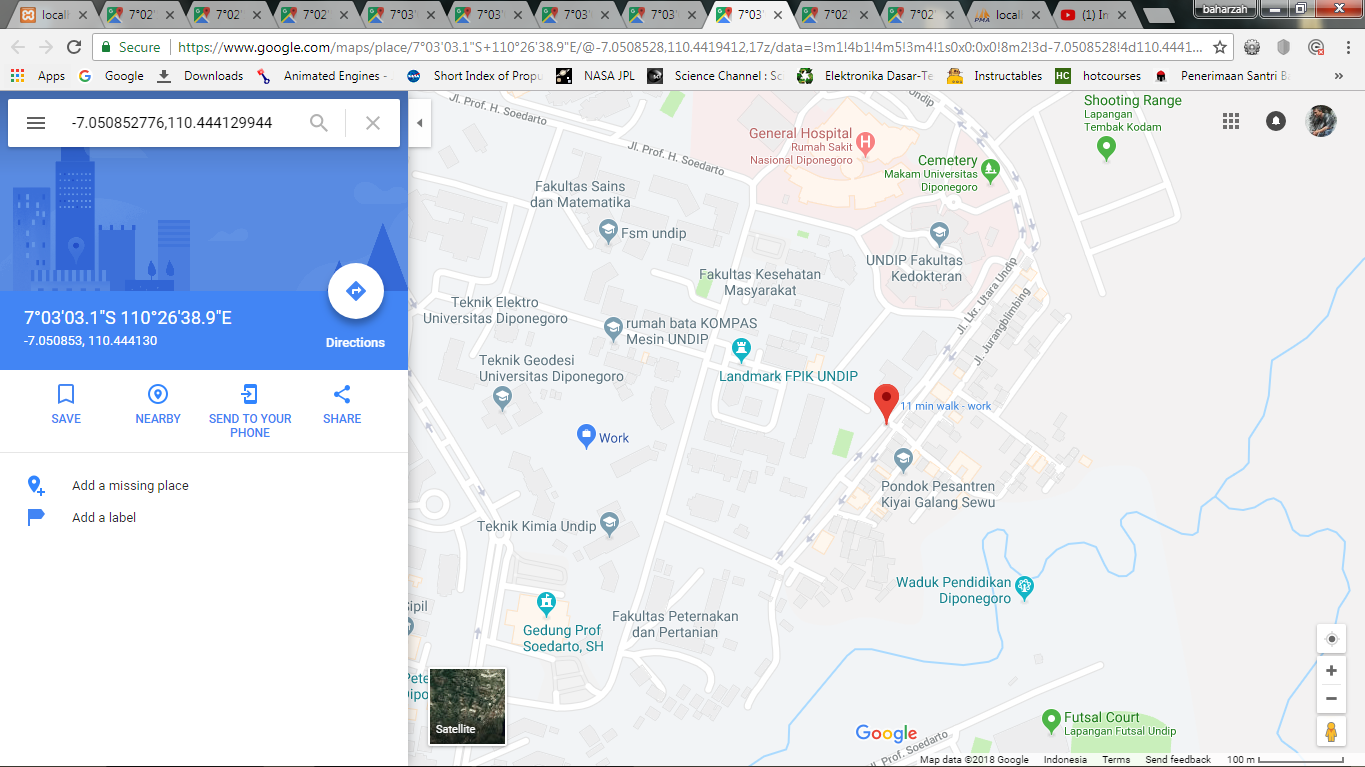 locall
7°02'
7°02'
7°02'
7°03'
7°03'
7°03'
7°03'
7°03'
7°02'
7°02'
locall
(1) In
baharzah
Secure
https://www.google.com/maps/place/7°03'03.1"S+110°26'38.9"E/@-7.0508528,110.4419412,17z/data=!3m1!4b1!4m5!3m4!1s0x0:0x0!8m2!3d-7.0508528!4d110.4441...
Apps
Google
Downloads
Animated Engines -
Short Index of Propu
NASA JPL
Science Channel : Sc
Elektronika Dasar-Te
Instructables
HC
hotcourses
Penerimaan Santri Ba
»
-7.050852776,110.444129944
7°03'03.1"S 110°26'38.9"E
-7.050853, 110.444130
Directions
SAVE
NEARBY
SEND TO YOUR
PHONE
SHARE
Add a missing place
Add a label
Jl. Prof. H. Soedarto
Jl. Prof. H. Soedarto
Undip
General Hospital
Rumah Sakit
Nasional Diponegoro
Shooting Range
Lapangan
Tembak Kodam
Cemetery
Makam Universitas
Diponegoro
Fakultas Sains
dan Matematika
Fsm undip
UNDIP Fakultas
Kedokteran
Fakultas Kesehatan
Masyarakat
Jl. Lkr. Utara Undip
Jl. Jurangblimbing
Teknik Elektro
Universitas Diponegoro
rumah bata KOMPAS
Mesin UNDIP
Teknik Geodesi
Universitas Diponegoro
Landmark FPIK UNDIP
11 min walk - work
Work
Pondok Pesantren
Kiyai Galang Sewu
Teknik Kimia Undip
Waduk Pendidikan
Diponegoro
Sipil
Gedung Prof
Soedarto, SH
Fakultas Peternakan
dan Pertanian
Pete
Dipo
Satellite
Google
Jl. Prof. H. Soedarto
Futsal Court
Lapangan Futsal Undip
Map data ©2018 Google
Indonesia
Terms
Send feedback
100 m